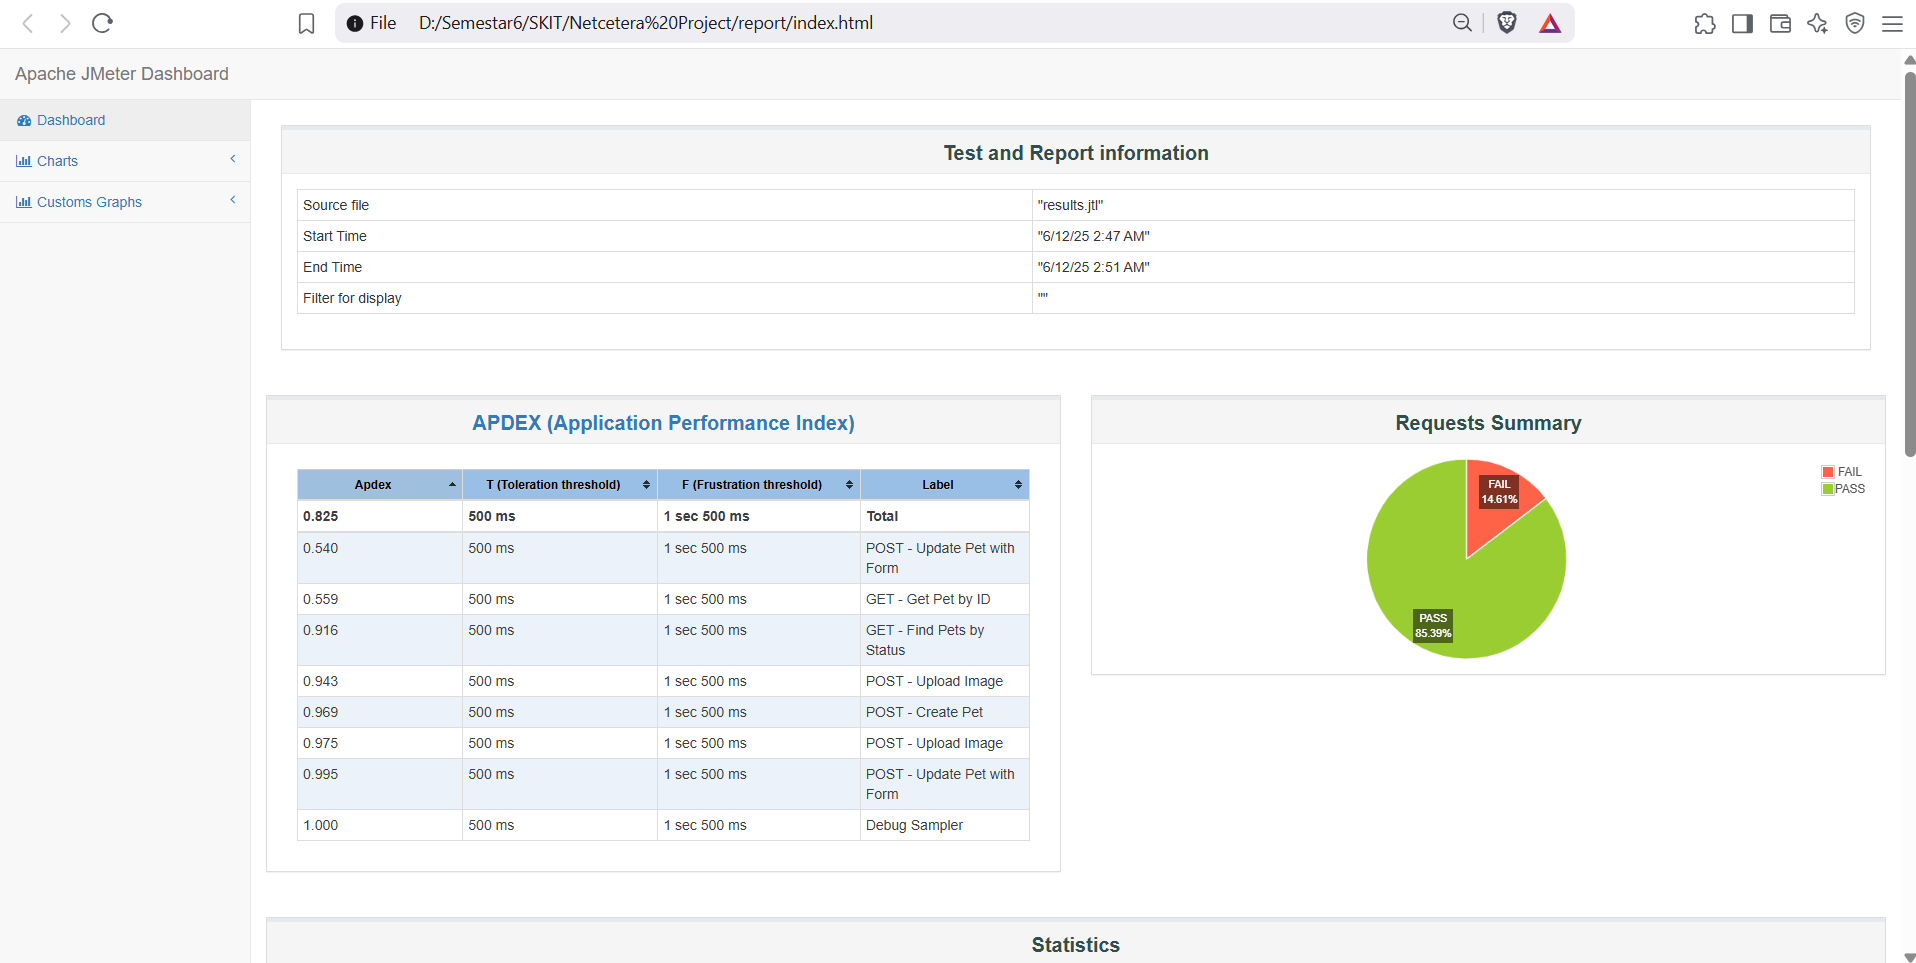 File D:/Semestar6/SKIT/Netcetera%20Project/report/index.html
Apache JMeter Dashboard
Dashboard
Charts
Customs Graphs
Test and Report information
Source file "results.jtl"
Start Time "6/12/25 2:47 AM"
End Time "6/12/25 2:51 AM"
Filter for display ""
APDEX (Application Performance Index)
Apdex T (Toleration threshold) F (Frustration threshold) Label
0.825 500 ms 1 sec 500 ms Total
0.540 500 ms 1 sec 500 ms POST - Update Pet with
Form
0.559 500 ms 1 sec 500 ms GET - Get Pet by ID
0.916 500 ms 1 sec 500 ms GET - Find Pets by
Status
0.943 500 ms 1 sec 500 ms POST - Upload Image
0.969 500 ms 1 sec 500 ms POST - Create Pet
0.975 500 ms 1 sec 500 ms POST - Upload Image
0.995 500 ms 1 sec 500 ms POST - Update Pet with
Form
1.000 500 ms 1 sec 500 ms Debug Sampler
Requests Summary
FAIL
14.61%
PASS
85.39%
FAIL
PASS
Statistics